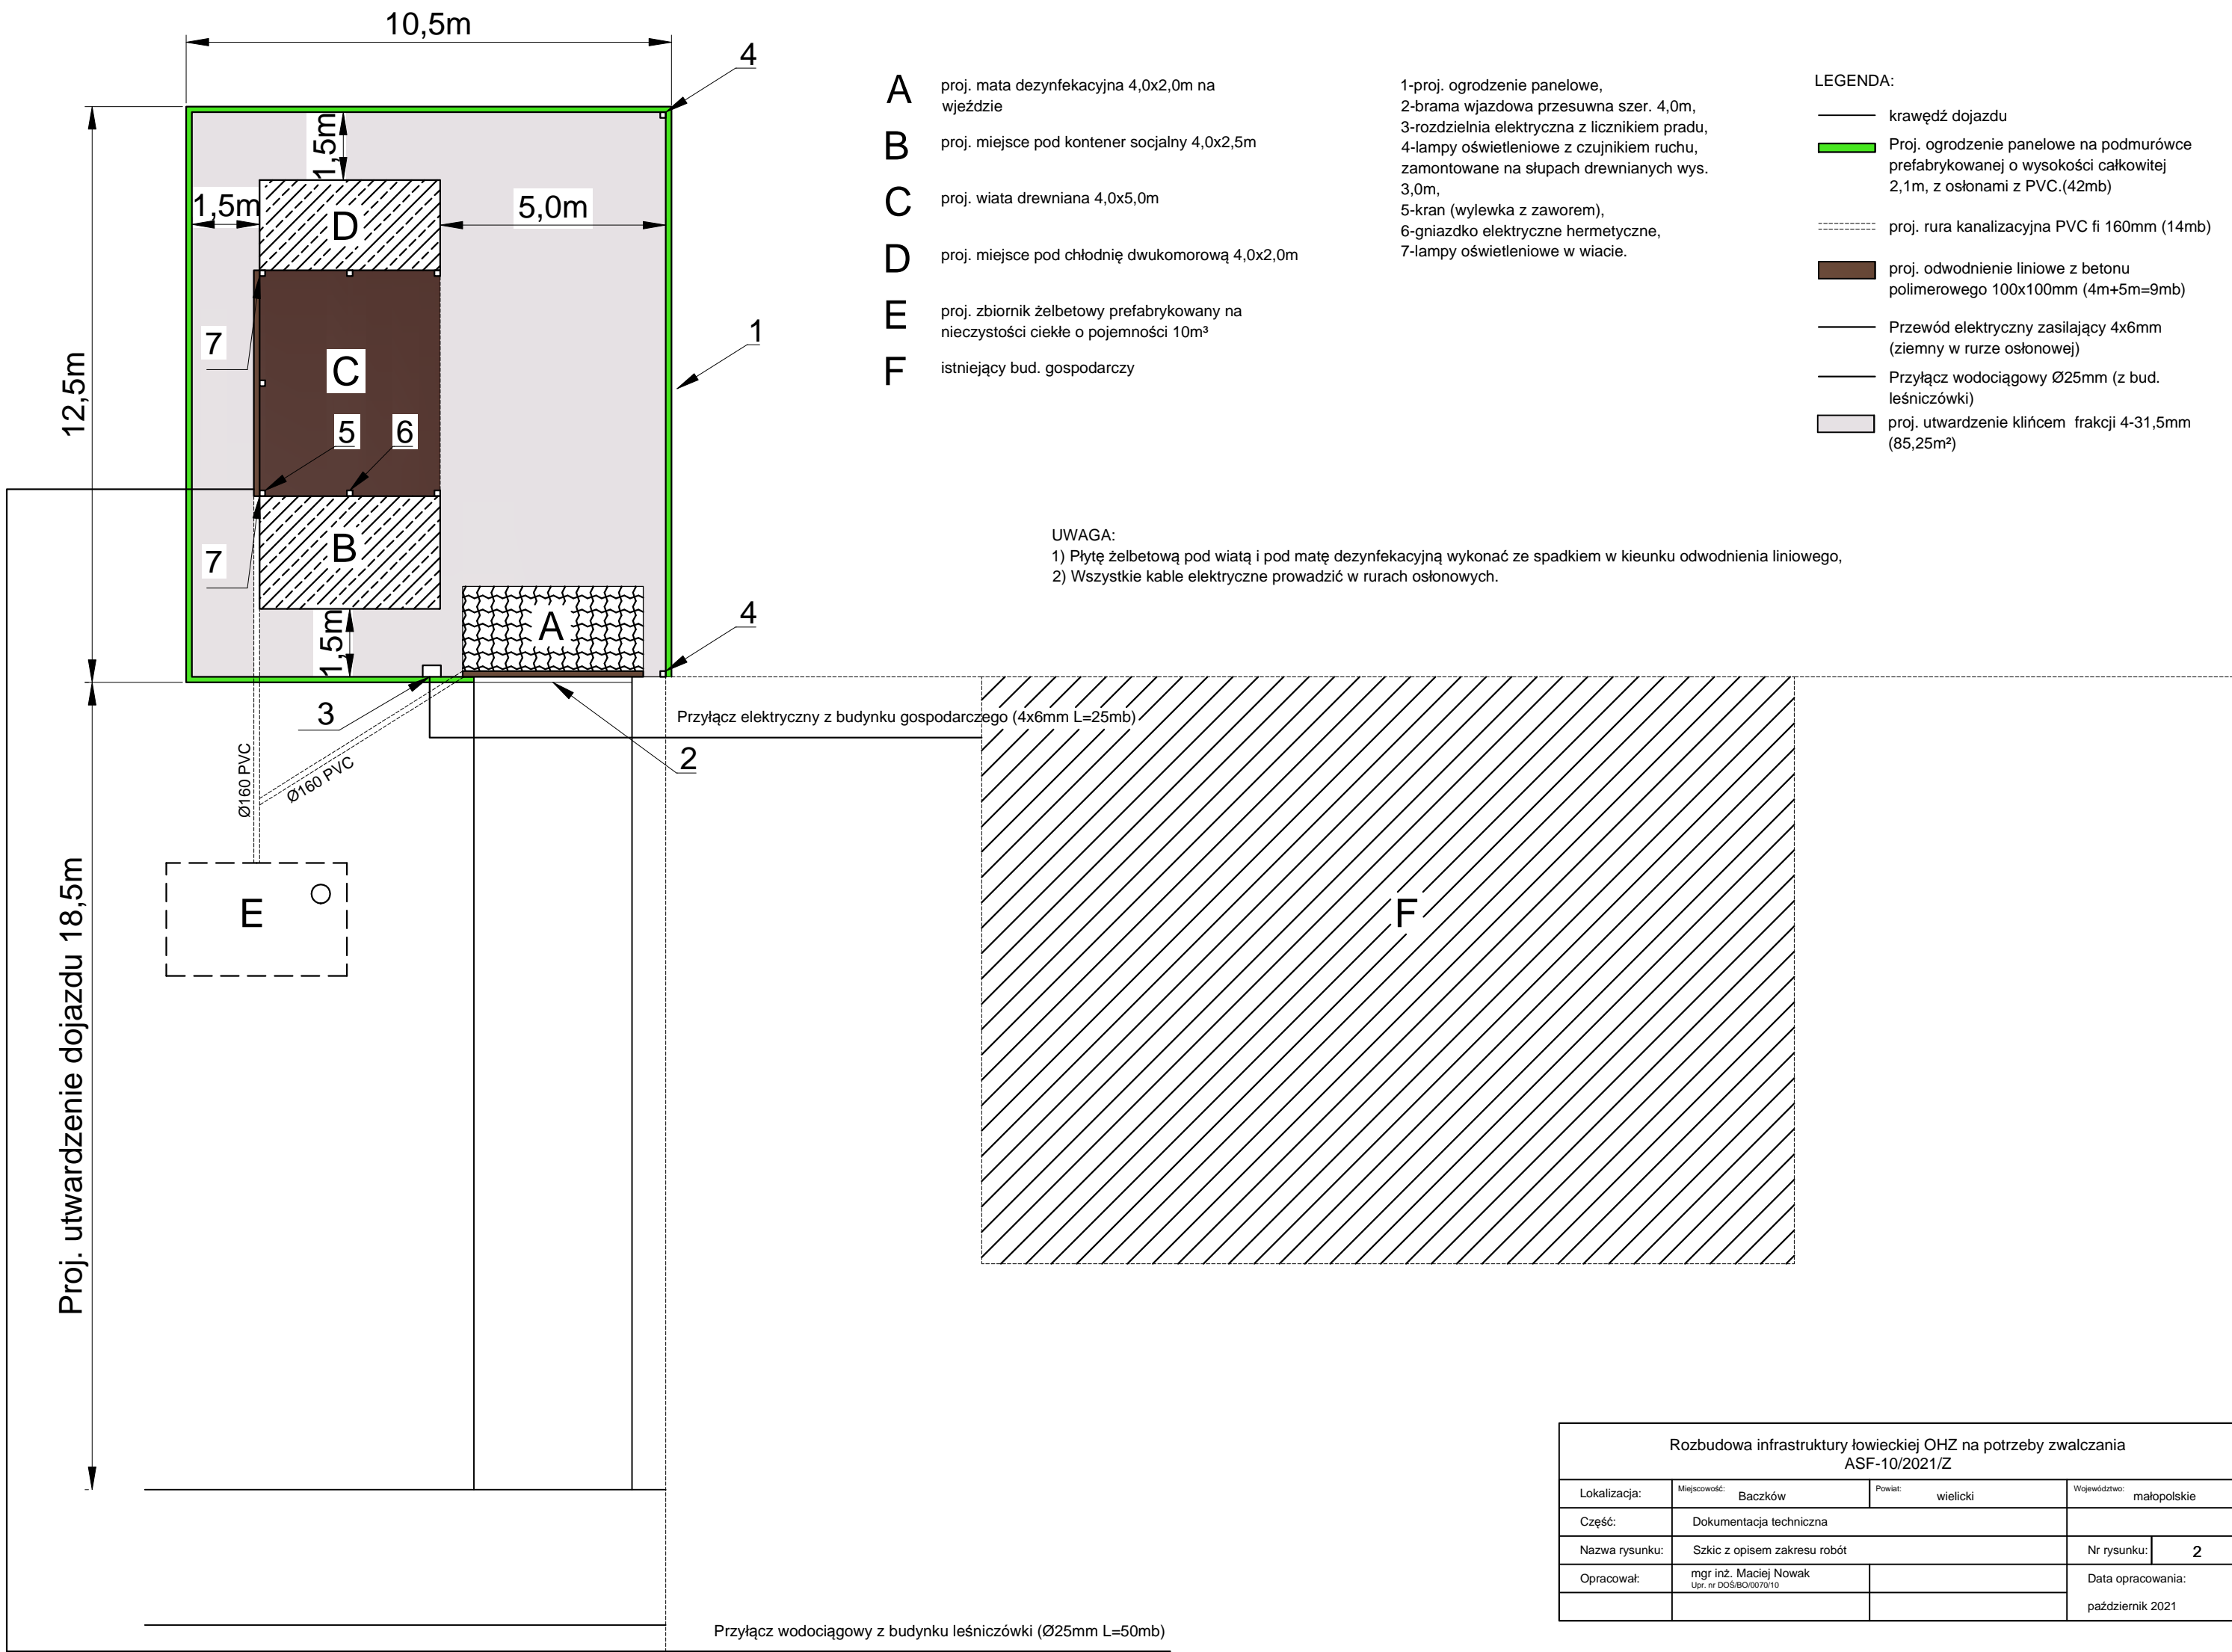 10,5m
4
1,5m
1,5m
D
5,0m
7
C
12,5m
1
5
6
B
7
A
1,5m
4
3
2
Przyłącz elektryczny z budynku gospodarczego (4x6mm L=25mb)
Ø160 PVC
Ø160 PVC
E
F
Proj. utwardzenie dojazdu 18,5m
Przyłącz wodociągowy z budynku leśniczówki (Ø25mm L=50mb)
A proj. mata dezynfekacyjna 4,0x2,0m na
wjeździe
B proj. miejsce pod kontener socjalny 4,0x2,5m
C proj. wiata drewniana 4,0x5,0m
D proj. miejsce pod chłodnię dwukomorową 4,0x2,0m
E proj. zbiornik żelbetowy prefabrykowany na
nieczystości ciekłe o pojemności 10m³
F istniejący bud. gospodarczy
1-proj. ogrodzenie panelowe,
2-brama wjazdowa przesuwna szer. 4,0m,
3-rozdzielnia elektryczna z licznikiem pradu,
4-lampy oświetleniowe z czujnikiem ruchu,
zamontowane na słupach drewnianych wys.
3,0m,
5-kran (wylewka z zaworem),
6-gniazdko elektryczne hermetyczne,
7-lampy oświetleniowe w wiacie.
LEGENDA:
krawędź dojazdu
Proj. ogrodzenie panelowe na podmurówce
prefabrykowanej o wysokości całkowitej
2,1m, z osłonami z PVC.(42mb)
proj. rura kanalizacyjna PVC fi 160mm (14mb)
proj. odwodnienie liniowe z betonu
polimerowego 100x100mm (4m+5m=9mb)
Przewód elektryczny zasilający 4x6mm
(ziemny w rurze osłonowej)
Przyłącz wodociągowy Ø25mm (z bud.
leśniczówki)
proj. utwardzenie klińcem frakcji 4-31,5mm
(85,25m²)
UWAGA:
1) Płytę żelbetową pod wiatą i pod matę dezynfekacyjną wykonać ze spadkiem w kieunku odwodnienia liniowego,
2) Wszystkie kable elektryczne prowadzić w rurach osłonowych.
Rozbudowa infrastruktury łowieckiej OHZ na potrzeby zwalczania
ASF-10/2021/Z
Lokalizacja: Miejscowość: Baczków Powiat: wielicki Województwo: małopolskie
Część: Dokumentacja techniczna
Nazwa rysunku: Szkic z opisem zakresu robót Nr rysunku: 2
Opracował: mgr inż. Maciej Nowak Data opracowania:
Upr. nr DOŚ/BO/0070/10
październik 2021